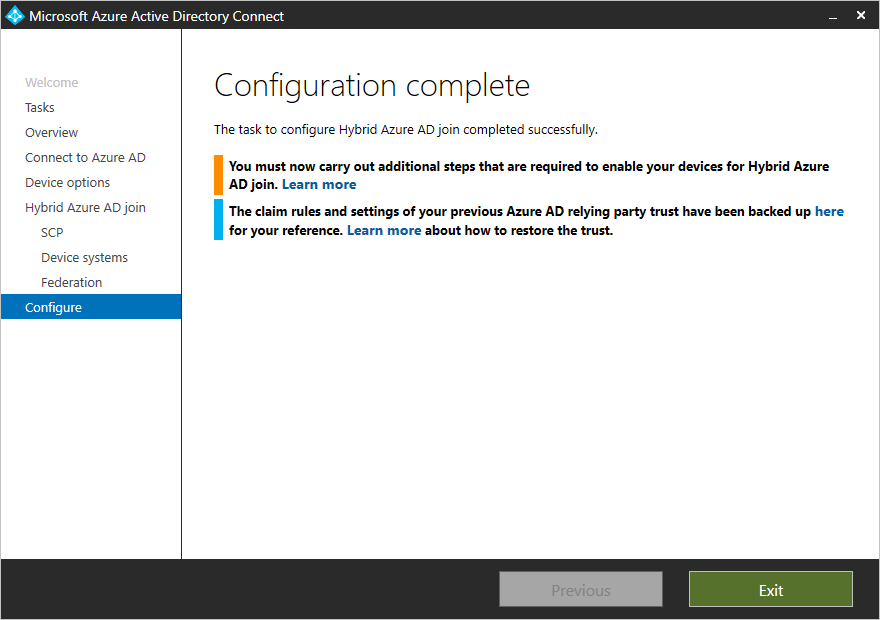 Microsoft Azure Active Directory Connect
Welcome
Tasks
Overview
Connect to Azure AD
Device options
Hybrid Azure AD join
SCP
Device systems
Federation
Configure
Configuration complete
The task to configure Hybrid Azure AD join completed successfully.
You must now carry out additional steps that are required to enable your devices for Hybrid Azure
AD join. Learn more
The claim rules and settings of your previous Azure AD relying party trust have been backed up here
for your reference. Learn more about how to restore the trust.
Previous
Exit